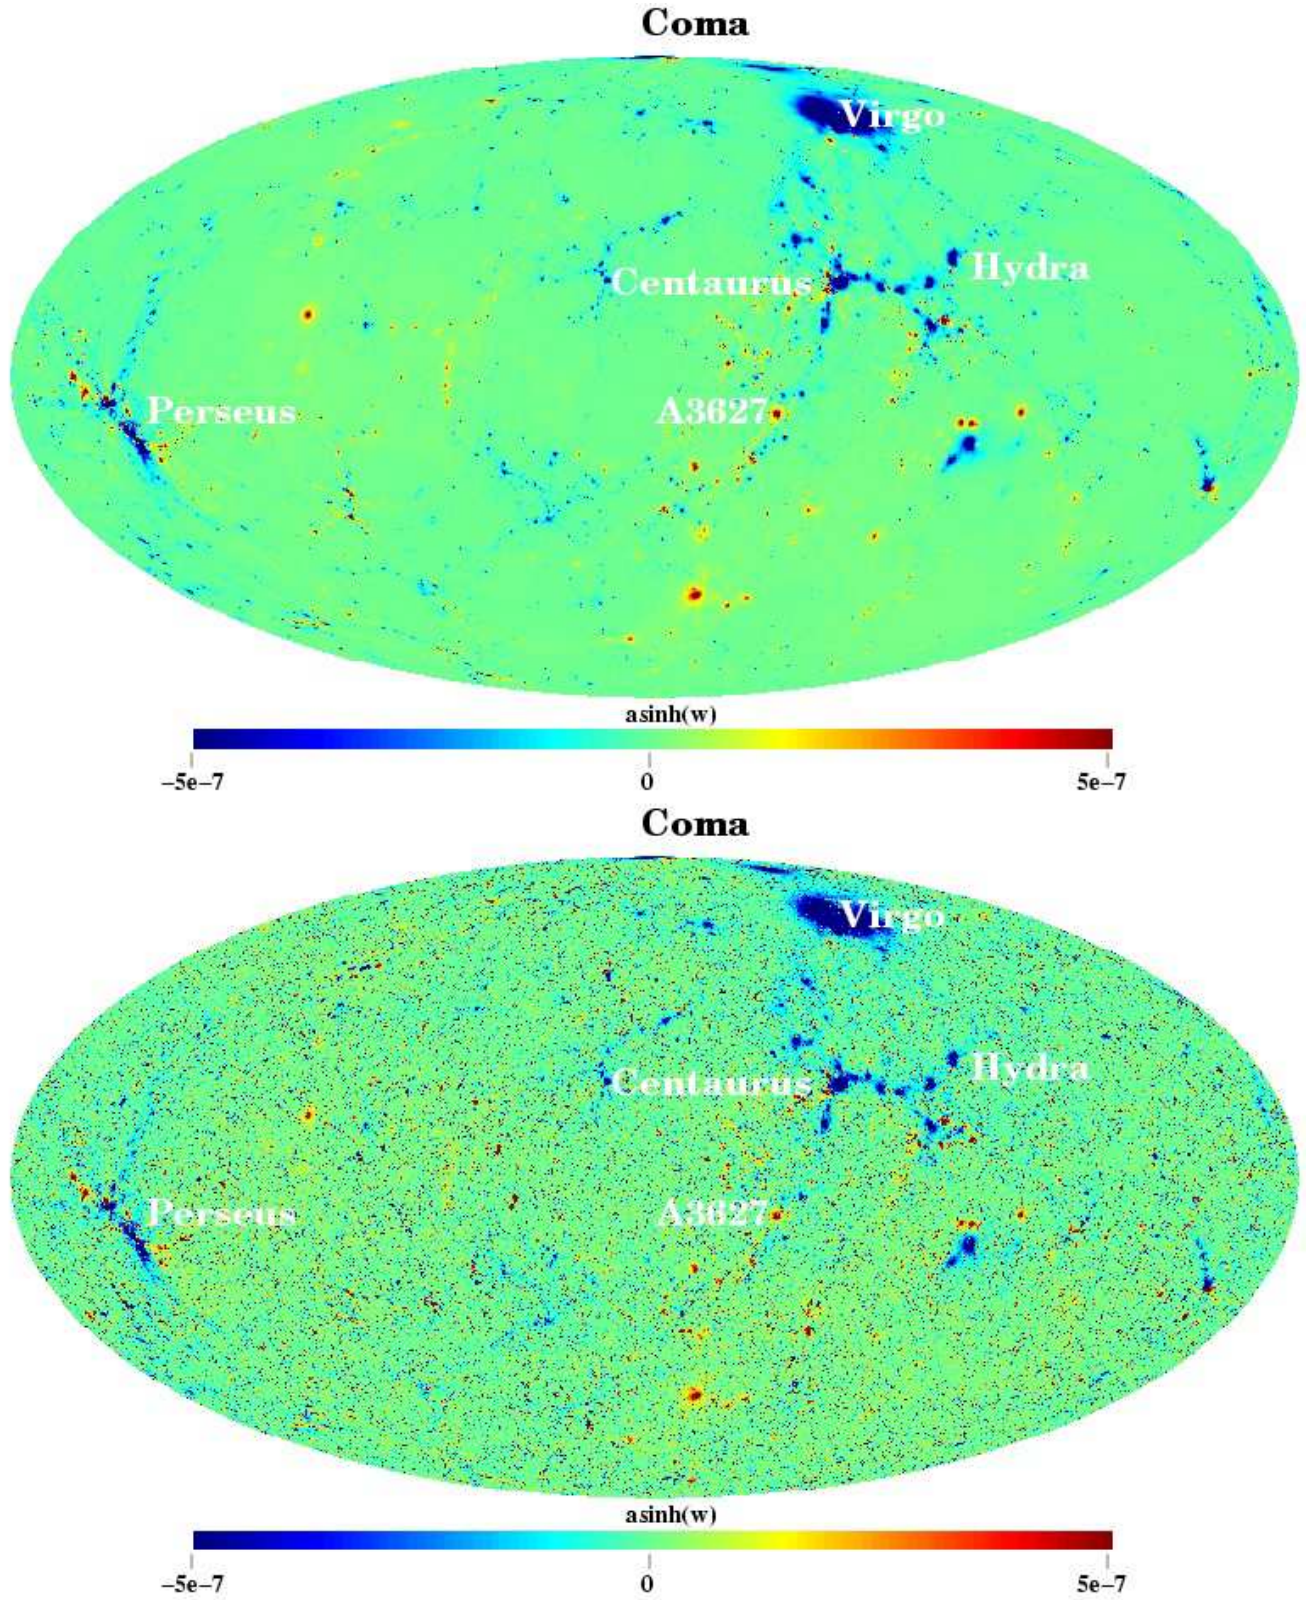 Coma
Virgo
Hydra
Centaurus
Perseus
A3627
asinh(w)
−5e−7
0
5e−7
Coma
Virgo
Hydra
Centaurus
Perseus
A3627
asinh(w)
−5e−7
0
5e−7